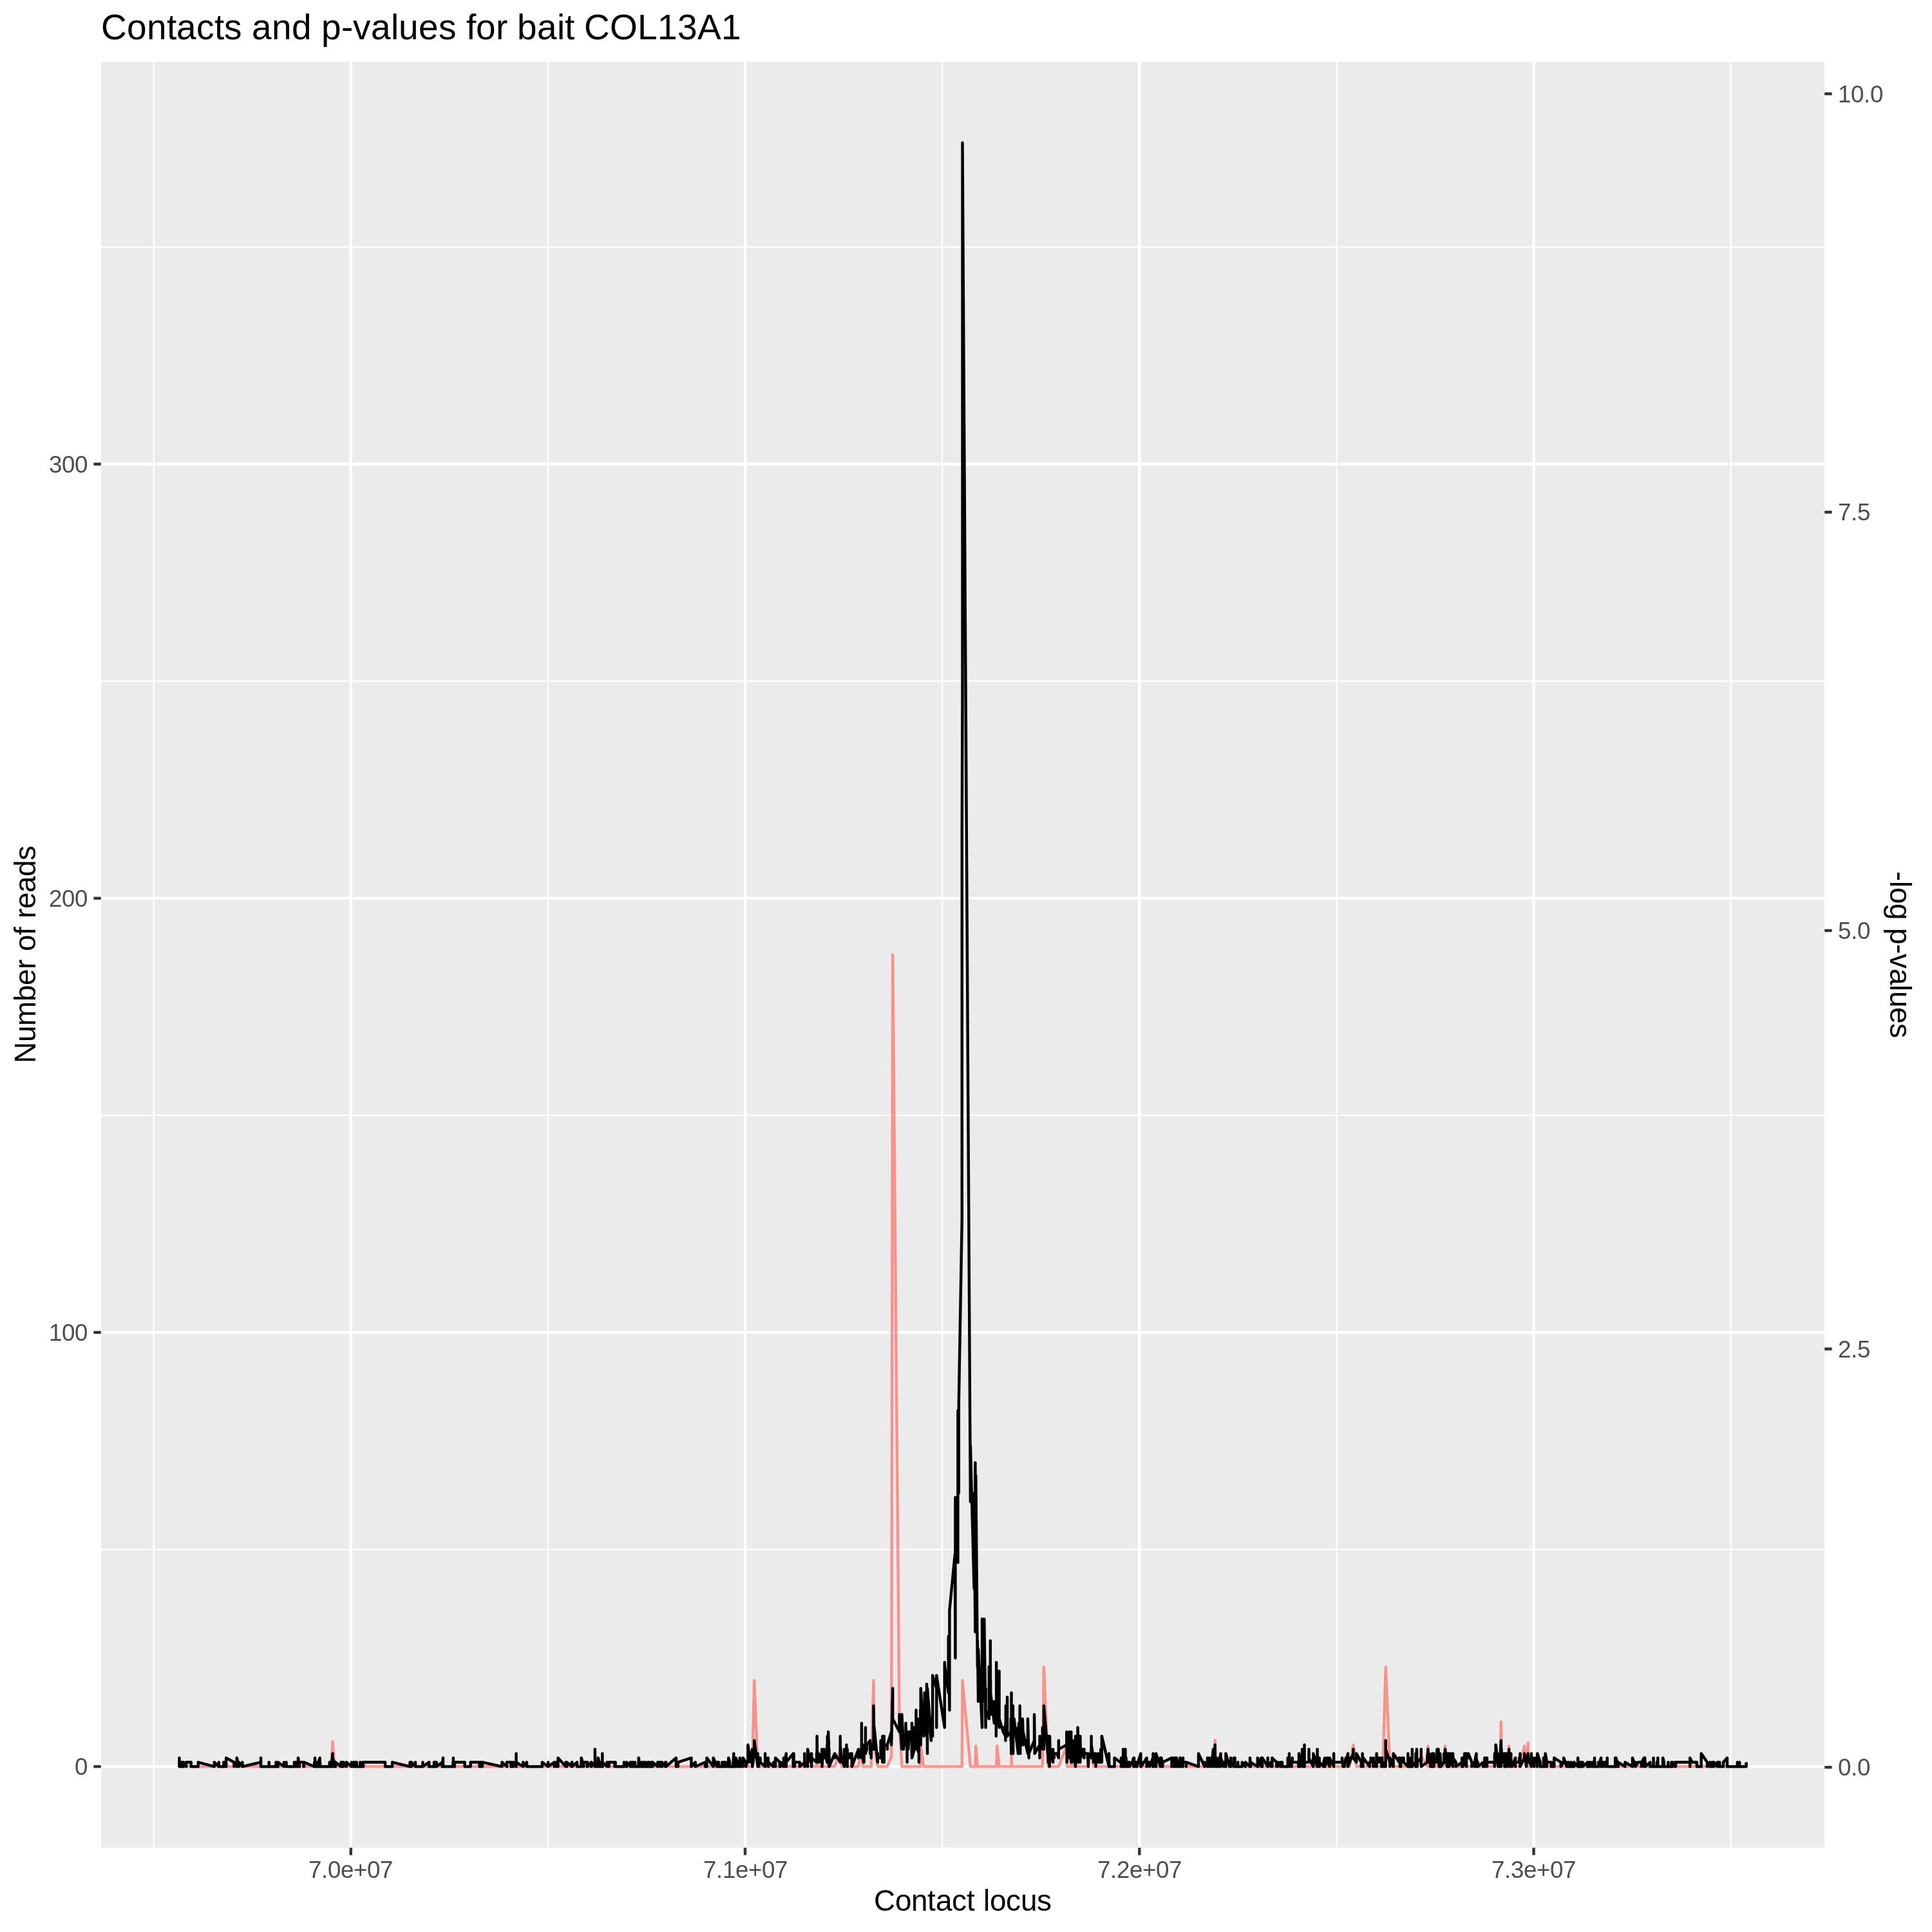 Contacts and p-values for bait COL13A1
10.0
7.5
5.0
2.5
0.0
300
200
100
0
Number of reads
-log p-values
7.0e+07
7.1e+07
7.2e+07
7.3e+07
Contact locus